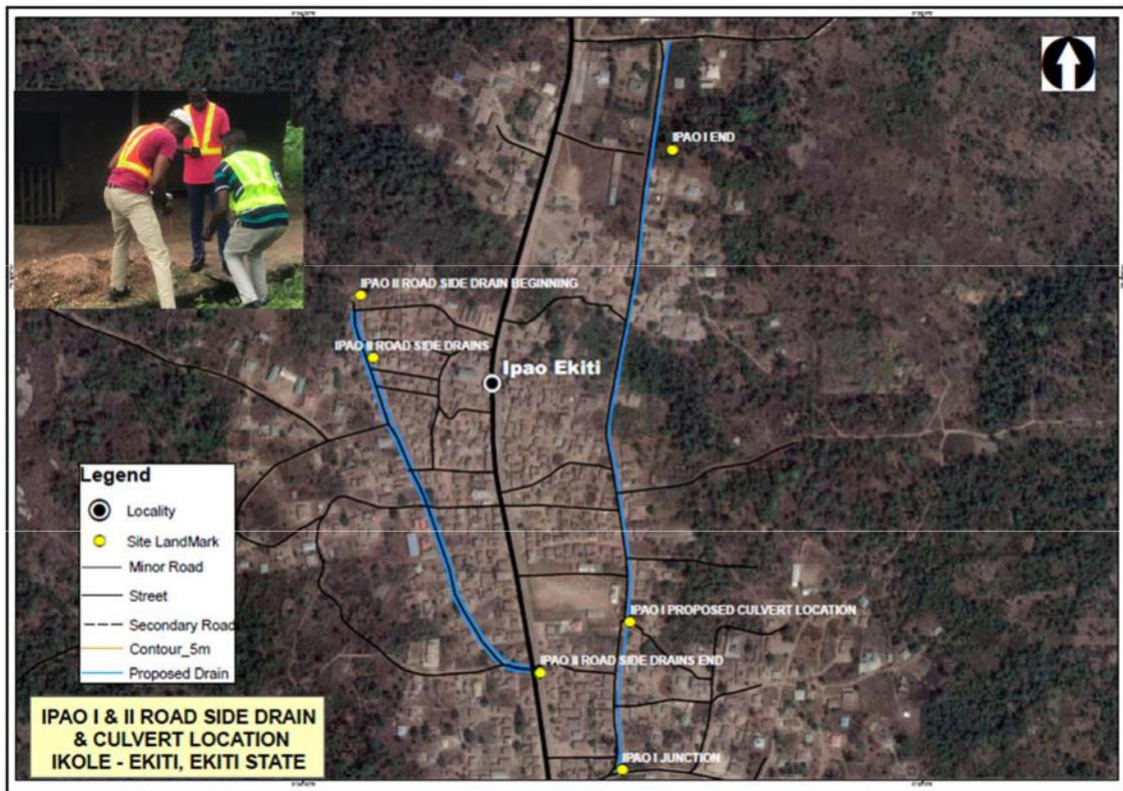 IPAO I END
IPAO II ROAD SIDE DRAIN BEGINNING
IPAO II ROAD SIDE DRAINS
Ipao Ekiti
IPAO I PROPOSED CULVERT LOCATION
IPAO II ROAD SIDE DRAINS END
IPAO I JUNCTION
Legend
Locality
Site LandMark
Minor Road
Street
Secondary Road
Contour_5m
Proposed Drain
IPAO I & II ROAD SIDE DRAIN
& CULVERT LOCATION
IKOLE - EKITI, EKITI STATE